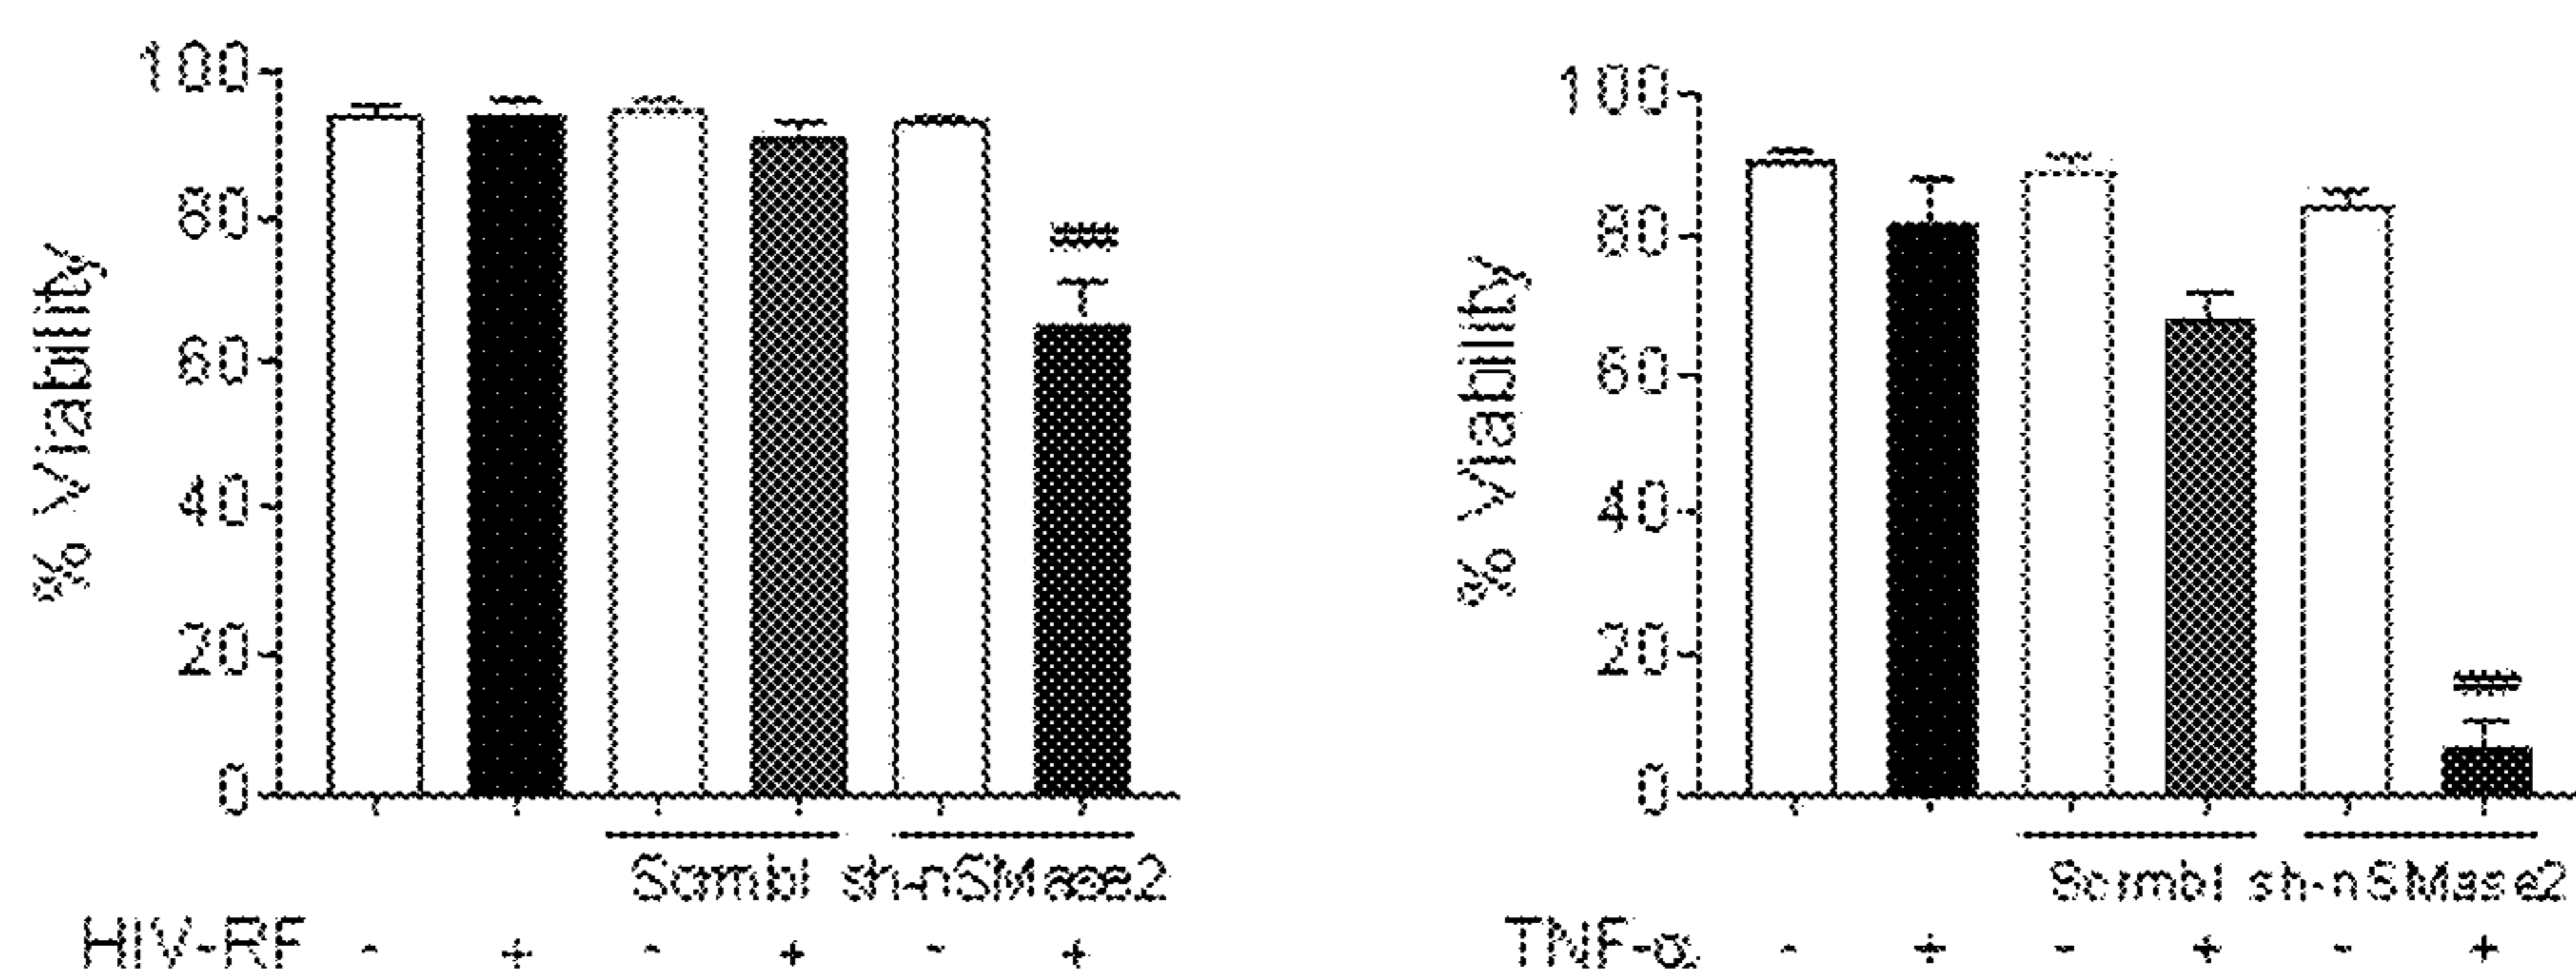 100
80
60
40
20
0
% Viability
Scrmbl sh-nSMase2
HIV-RF - + - + - +
100
80
60
40
20
0
% Viability
Scrmbl sh-nSMase2
TNF-α - + - + - +